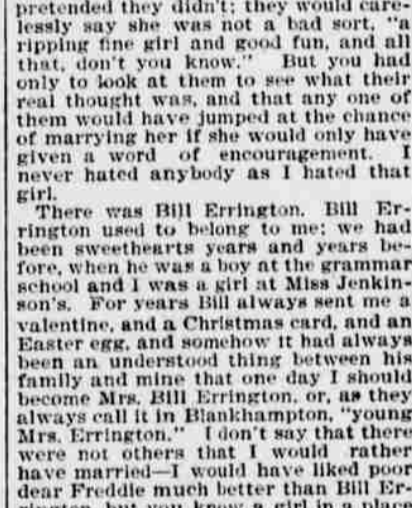 pretended they didn't; they would care-
lessly say she was not a bad sort, "a
ripping fine girl and good fun, and all
that, don't you know." But you had
only to look at them to see what their
real thought was, and that any one of
them would have jumped at the chance
of marrying her if she would only have
given a word of encouragement. I
never hated anybody as I hated that
girl.
There was Bill Errington. Bill Er-
rington used to belong to me; we had
been sweethearts years and years be-
fore, when he was a boy at the grammar
school and I was a girl at Miss Jenkin-
son's. For years Bill always sent me a
valentine, and a Christmas card, and an
Easter egg, and somehow it had always
been an understood thing between his
family and mine that one day I should
become Mrs. Bill Errington, or, as they
always call it in Blankhampton, "young
Mrs. Errington." I don't say that there
were not others that I would rather
have married—I would have liked poor
dear Freddie much better than Bill Er-
rington, but you know a girl in a place